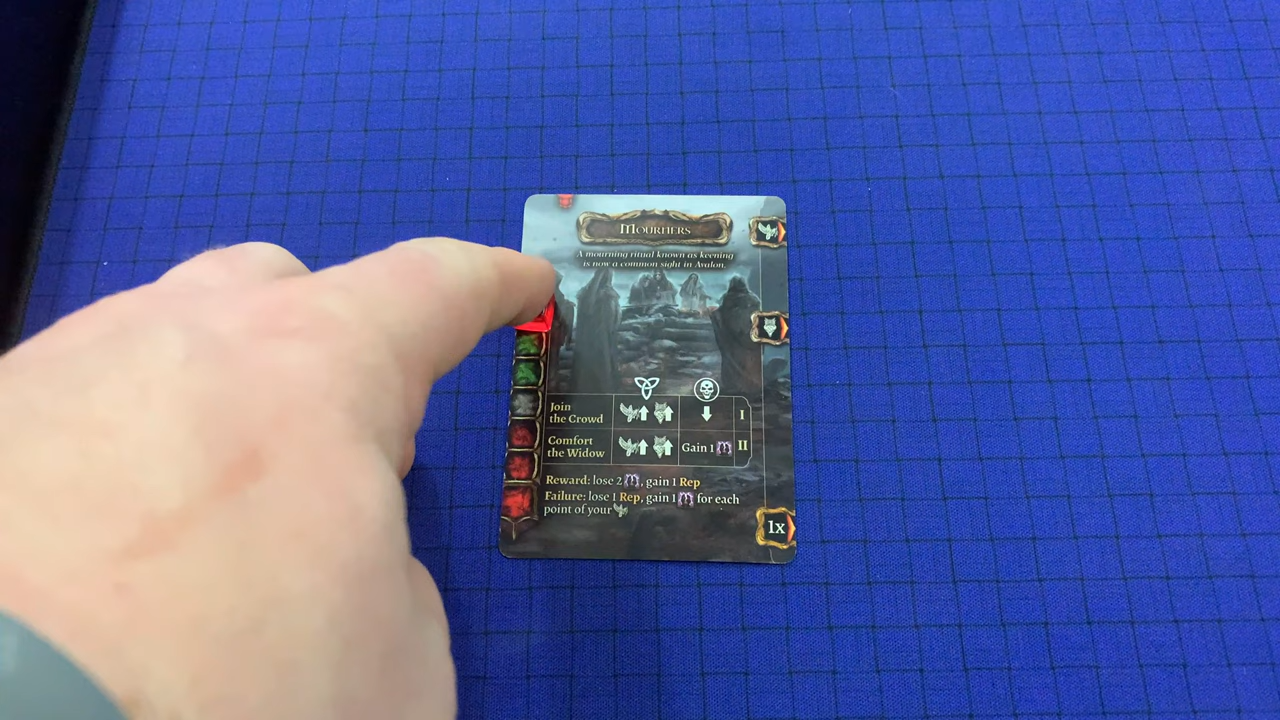 MOURNERS
A mourning ritual known as keening
is now a common sight in Avalon.
Join
the Crowd
I
Comfort
the Widow
Gain 1
II
Reward: lose 2, gain 1 Rep
Failure: lose 1 Rep, gain 1 for each
point of your
1x